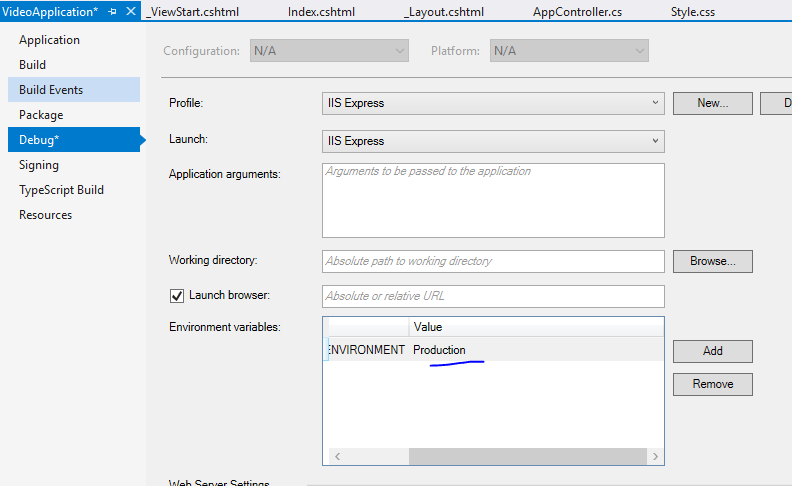 VideoApplication* _ViewStart.cshtml Index.cshtml _Layout.cshtml AppController.cs Style.css
Application
Build
Build Events
Package
Debug*
Signing
TypeScript Build
Resources
Configuration: N/A Platform: N/A
Profile: IIS Express New... D
Launch: IIS Express
Application arguments: Arguments to be passed to the application
Working directory: Absolute path to working directory Browse...
Launch browser: Absolute or relative URL
Environment variables: Value
ENVIRONMENT Production
Add
Remove
Web Server Settings